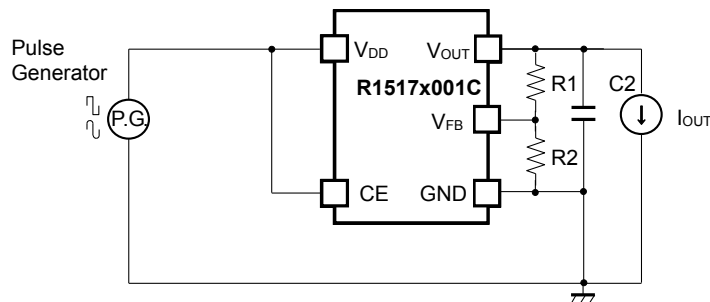 Pulse
Generator
P.G.
VDD
VOUT
R1517x001C
VFB
CE
GND
R1
R2
C2
IOUT